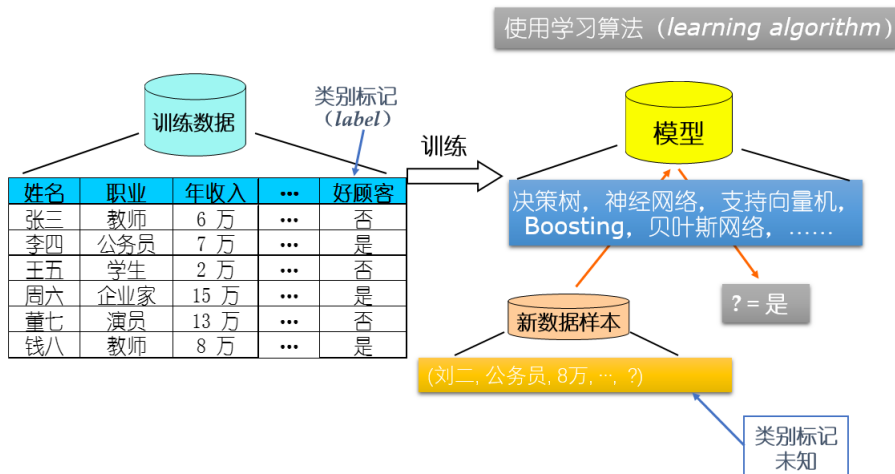 使用学习算法（learning algorithm）
训练数据
类别标记
（label）
姓名 职业 年收入 … 好顾客
张三 教师 6 万 … 否
李四 公务员 7 万 … 是
王五 学生 2 万 … 否
周六 企业家 15 万 … 是
董七 演员 13 万 … 否
钱八 教师 8 万 … 是
训练
模型
决策树，神经网络，支持向量机，
Boosting，贝叶斯网络，……
? = 是
新数据样本
(刘二, 公务员, 8万, …, ?)
类别标记
未知